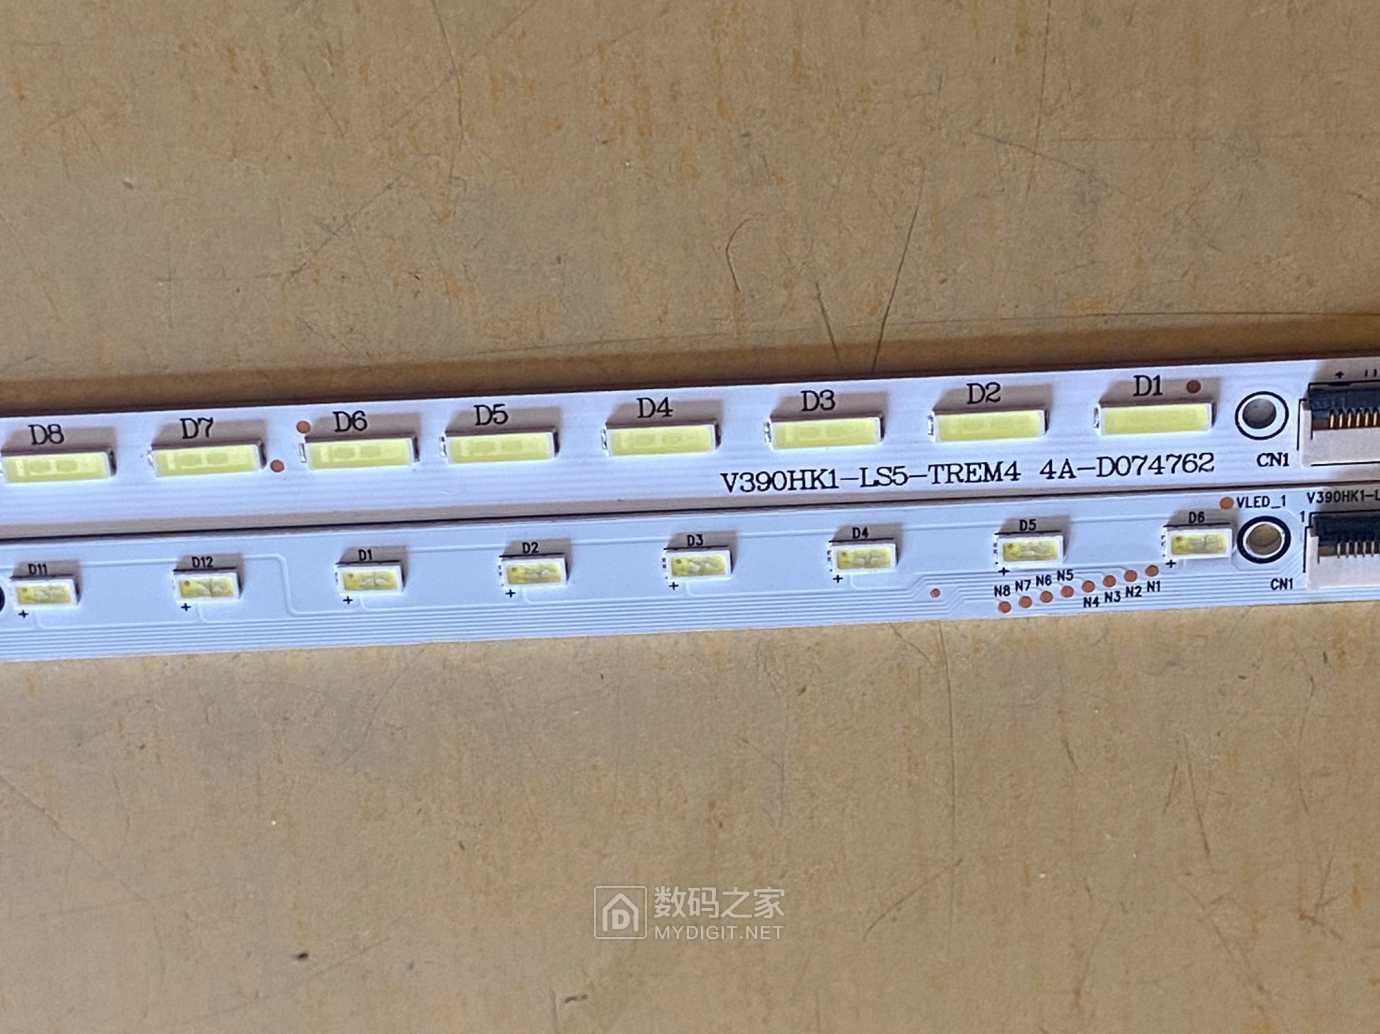 D8 D7 D6 D5 D4 D3 D2 D1
V390HK1-LS5-TREM4 4A-D074762
CN1
D11 D12 D1 D2 D3 D4 D5 D6
VLED_1
1
V390HK1-L
N8 N7 N6 N5
N4 N3 N2 N1
CN1
数码之家
MYDIGIT.NET